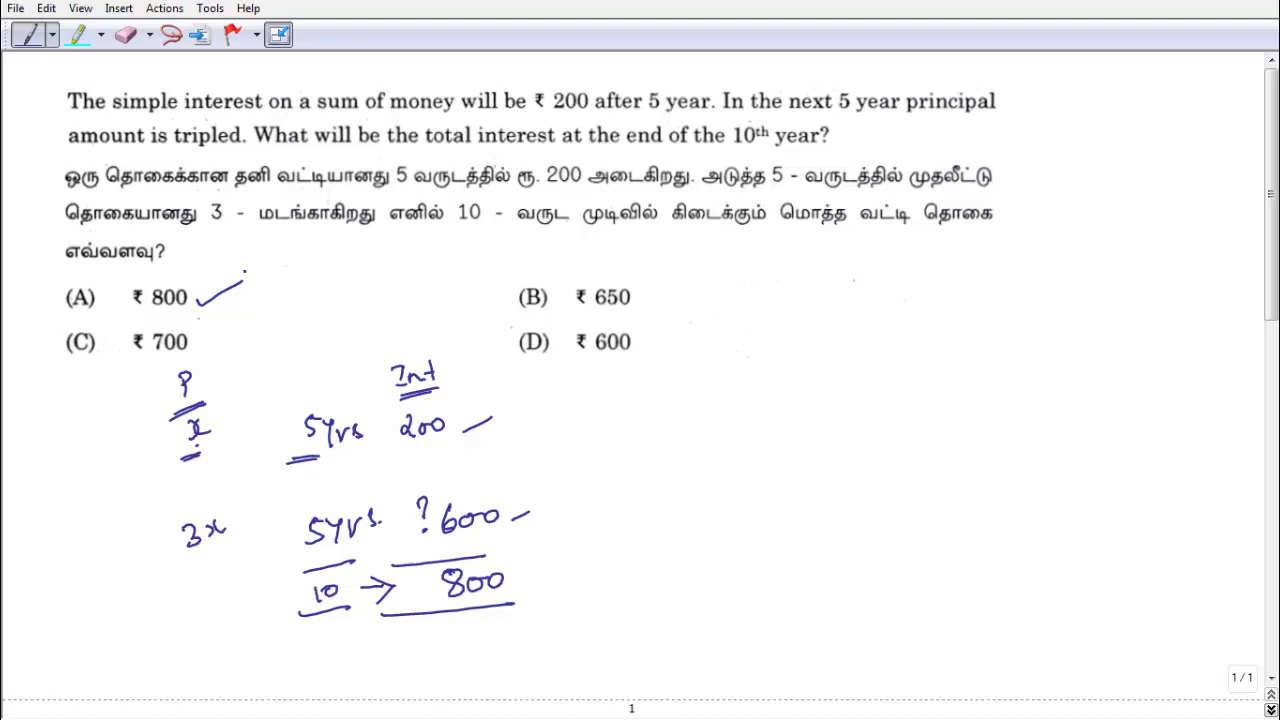 File Edit View Insert Actions Tools Help
The simple interest on a sum of money will be ₹ 200 after 5 year. In the next 5 year principal
amount is tripled. What will be the total interest at the end of the 10th year?
ஒரு தொகைக்கான தனி வட்டியானது 5 வருடத்தில் ரூ. 200 அடைகிறது. அடுத்த 5 - வருடத்தில் முதலீட்டு
தொகையானது 3 - மடங்காகிறது எனில் 10 - வருட முடிவில் கிடைக்கும் மொத்த வட்டி தொகை
எவ்வளவு?
(A) ₹ 800 (B) ₹ 650
(C) ₹ 700 (D) ₹ 600
P Int
x 5yrs 200
3x 5yrs. ? 600
10 → 800
1 / 1
1